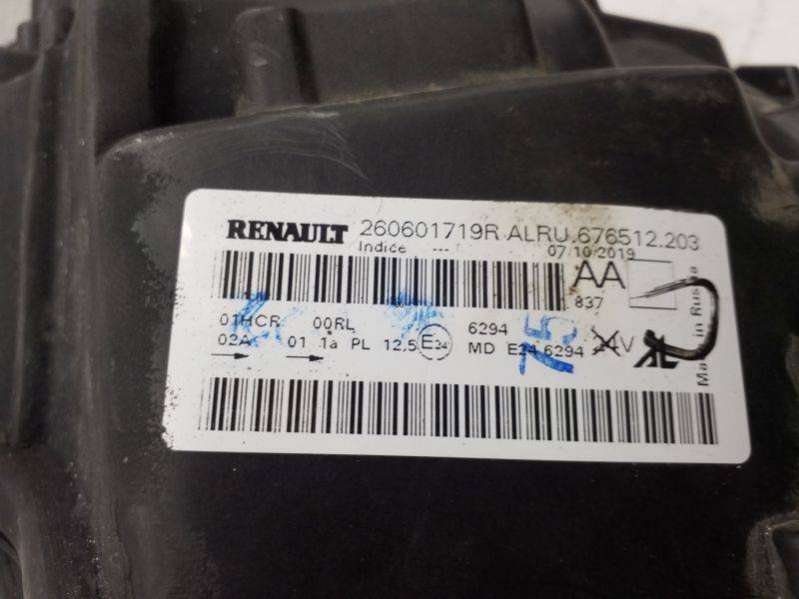 RENAULT 260601719R ALRU.676512.203
Indice --- 07/10/2019
AA
837
01HCR 00RL 6294
02A 01 1a PL 12.5 E24 MD E24 6294
in Russia